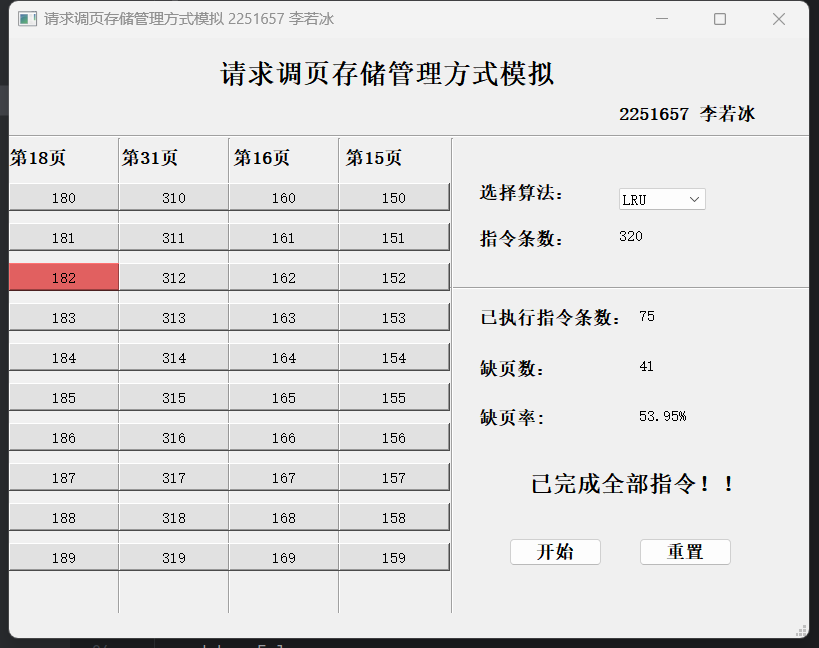 请求调页存储管理方式模拟 2251657 李若冰
请求调页存储管理方式模拟
2251657 李若冰
第18页 第31页 第16页 第15页
180 310 160 150
181 311 161 151
182 312 162 152
183 313 163 153
184 314 164 154
185 315 165 155
186 316 166 156
187 317 167 157
188 318 168 158
189 319 169 159
选择算法: LRU
指令条数: 320
已执行指令条数: 75
缺页数: 41
缺页率: 53.95%
已完成全部指令!!
开始 重置